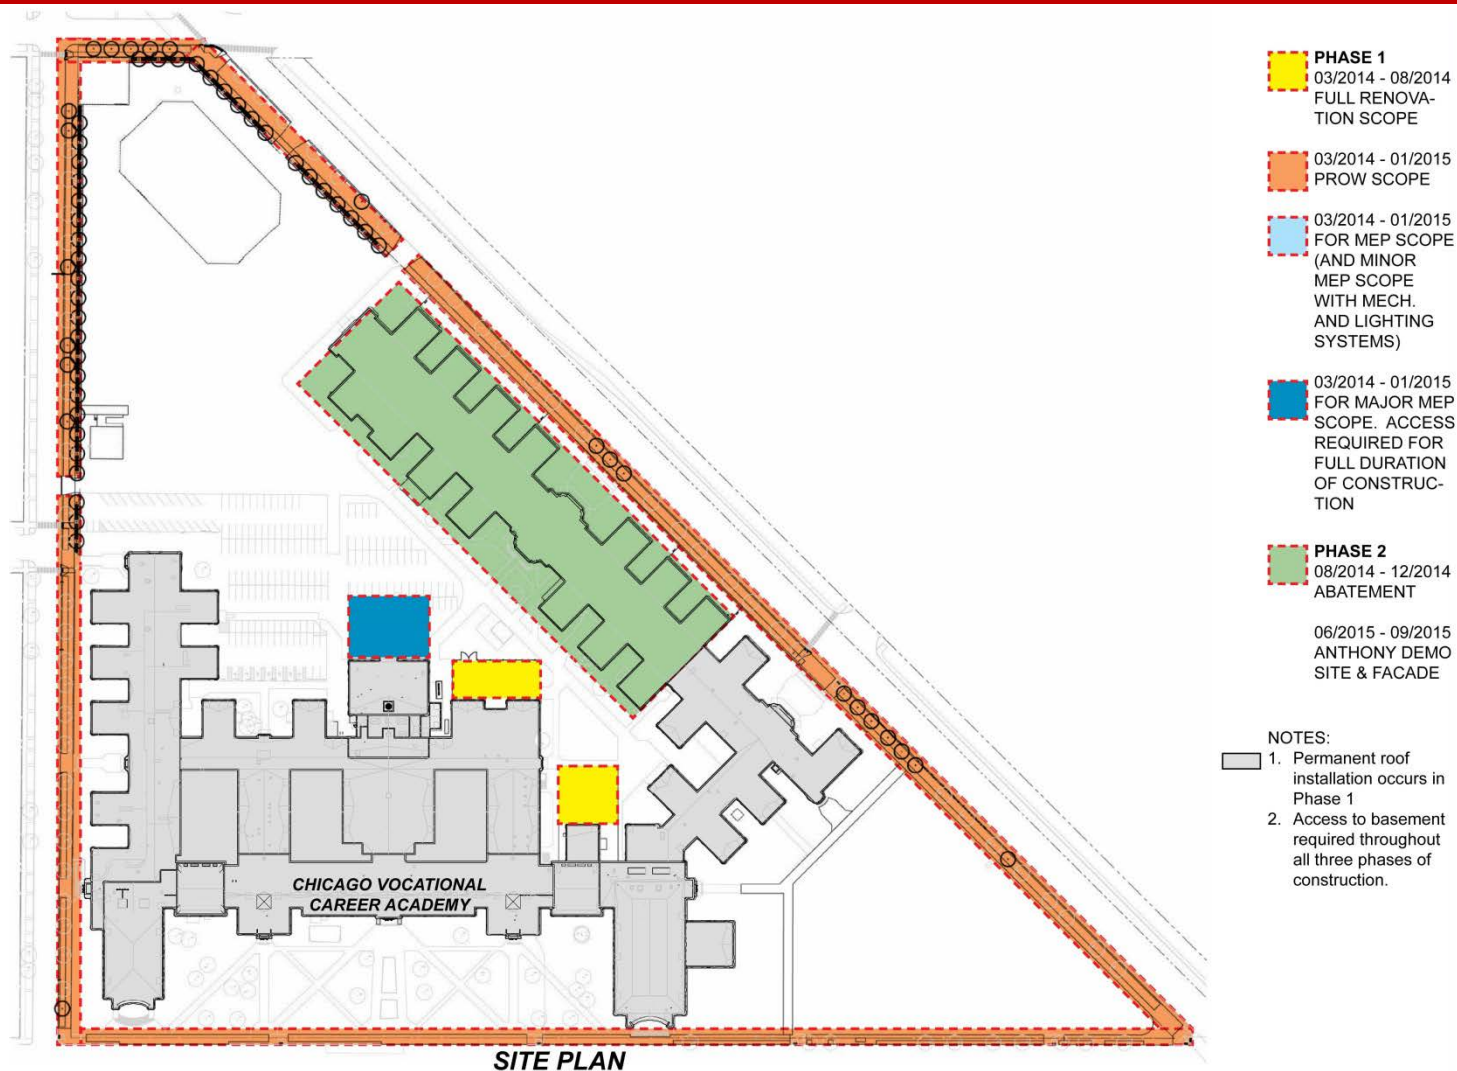 PHASE 1
03/2014 - 08/2014
FULL RENOVA-
TION SCOPE
03/2014 - 01/2015
PROW SCOPE
03/2014 - 01/2015
FOR MEP SCOPE
(AND MINOR
MEP SCOPE
WITH MECH.
AND LIGHTING
SYSTEMS)
03/2014 - 01/2015
FOR MAJOR MEP
SCOPE. ACCESS
REQUIRED FOR
FULL DURATION
OF CONSTRUC-
TION
PHASE 2
08/2014 - 12/2014
ABATEMENT
06/2015 - 09/2015
ANTHONY DEMO
SITE & FACADE
NOTES:
1. Permanent roof
installation occurs in
Phase 1
2. Access to basement
required throughout
all three phases of
construction.
CHICAGO VOCATIONAL
CAREER ACADEMY
SITE PLAN